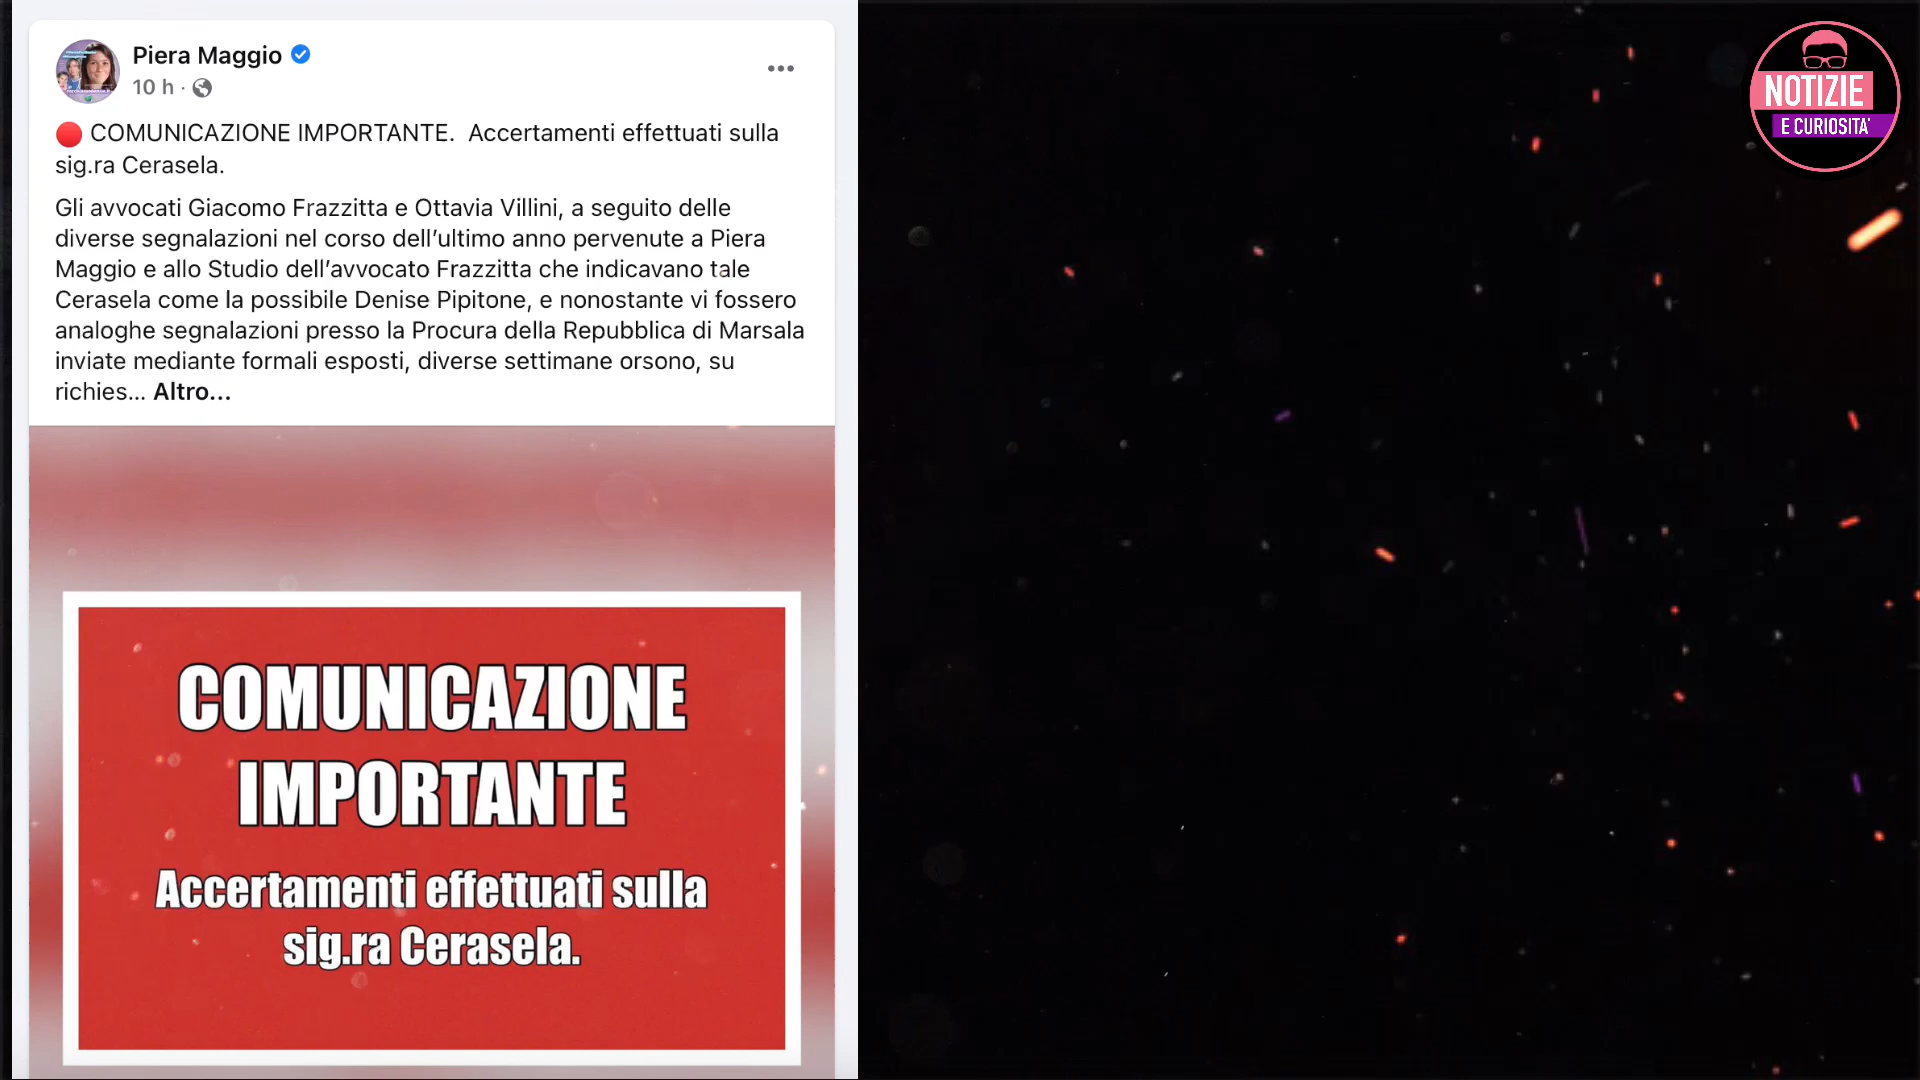 Piera Maggio
10 h ·
COMUNICAZIONE IMPORTANTE. Accertamenti effettuati sulla
sig.ra Cerasela.
Gli avvocati Giacomo Frazzitta e Ottavia Villini, a seguito delle
diverse segnalazioni nel corso dell’ultimo anno pervenute a Piera
Maggio e allo Studio dell’avvocato Frazzitta che indicavano tale
Cerasela come la possibile Denise Pipitone, e nonostante vi fossero
analoghe segnalazioni presso la Procura della Repubblica di Marsala
inviate mediante formali esposti, diverse settimane orsono, su
richies... Altro...
COMUNICAZIONE
IMPORTANTE
Accertamenti effettuati sulla
sig.ra Cerasela.
NOTIZIE
E CURIOSITA'